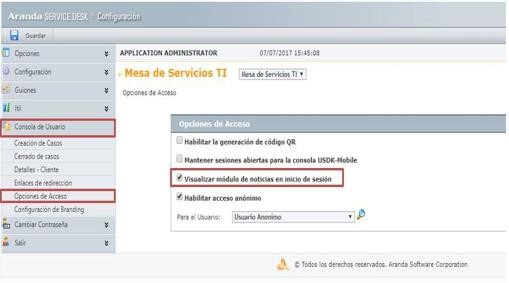 Aranda SERVICE DESK Configuración
Guardar
Opciones
Configuración
Guiones
Itil
Consola de Usuario
Creación de Casos
Cerrado de casos
Detalles - Cliente
Enlaces de redirección
Opciones de Acceso
Configuración de Branding
Cambiar Contraseña
Salir
APPLICATION ADMINISTRATOR 07/07/2017 15:45:08
Mesa de Servicios TI Mesa de Servicios TI
Opciones de Acceso
Opciones de Acceso
Habilitar la generación de código QR
Mantener sesiones abiertas para la consola USDK-Mobile
Visualizar módulo de noticias en inicio de sesión
Habilitar acceso anónimo
Para el Usuario: Usuario Anonimo
© Todos los derechos reservados. Aranda Software Corporation